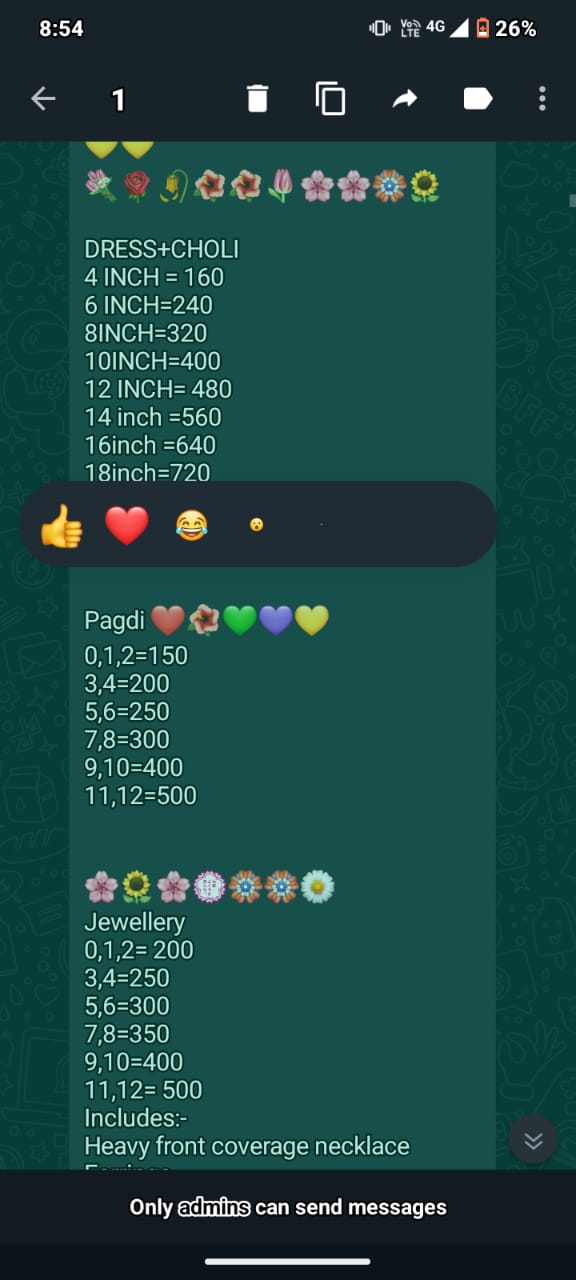 8:54
Vo LTE 4G 26%
1
DRESS+CHOLI
4 INCH = 160
6 INCH=240
8INCH=320
10INCH=400
12 INCH= 480
14 inch =560
16inch =640
18inch=720
Pagdi ❤️🌺💚💜💛
0,1,2=150
3,4=200
5,6=250
7,8=300
9,10=400
11,12=500
Jewellery
0,1,2= 200
3,4=250
5,6=300
7,8=350
9,10=400
11,12= 500
Includes:-
Heavy front coverage necklace
Only admins can send messages